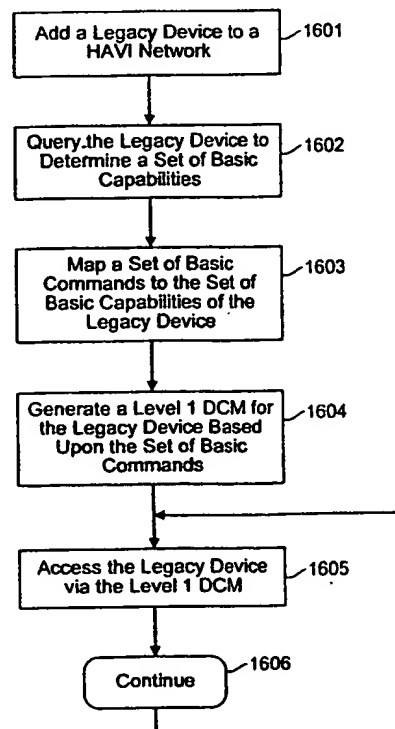 Add a Legacy Device to a
HAVI Network
1601
Query.the Legacy Device to
Determine a Set of Basic
Capabilities
1602
Map a Set of Basic
Commands to the Set of
Basic Capabilities of the
Legacy Device
1603
Generate a Level 1 DCM for
the Legacy Device Based
Upon the Set of Basic
Commands
1604
Access the Legacy Device
via the Level 1 DCM
1605
Continue
1606